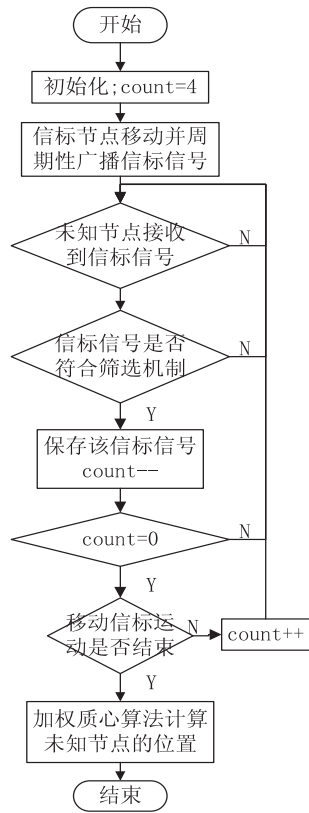 开始
初始化;count=4
信标节点移动并周
期性广播信标信号
未知节点接收
到信标信号
N
信标信号是否
符合筛选机制
N
Y
保存该信标信号
count--
count=0
N
Y
移动信标运
动是否结束
N
count++
Y
加权质心算法计算
未知节点的位置
结束